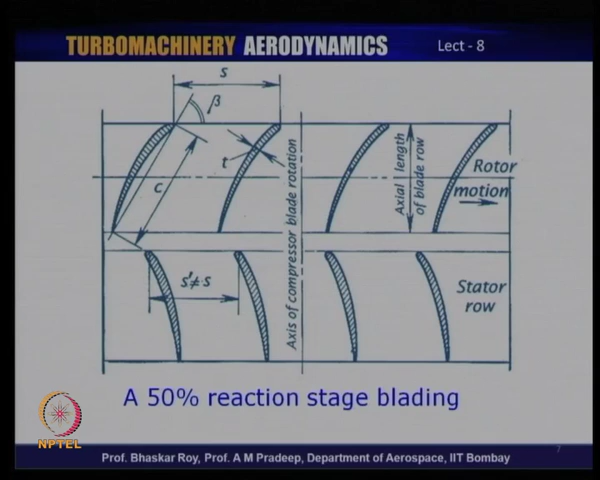 TURBOMACHINERY AERODYNAMICS Lect - 8
s
β
t
c
Axis of compressor blade rotation
Axial length
of blade row
Rotor
motion
s'≠s
Stator
row
A 50% reaction stage blading
NPTEL
Prof. Bhaskar Roy, Prof. A M Pradeep, Department of Aerospace, IIT Bombay
7